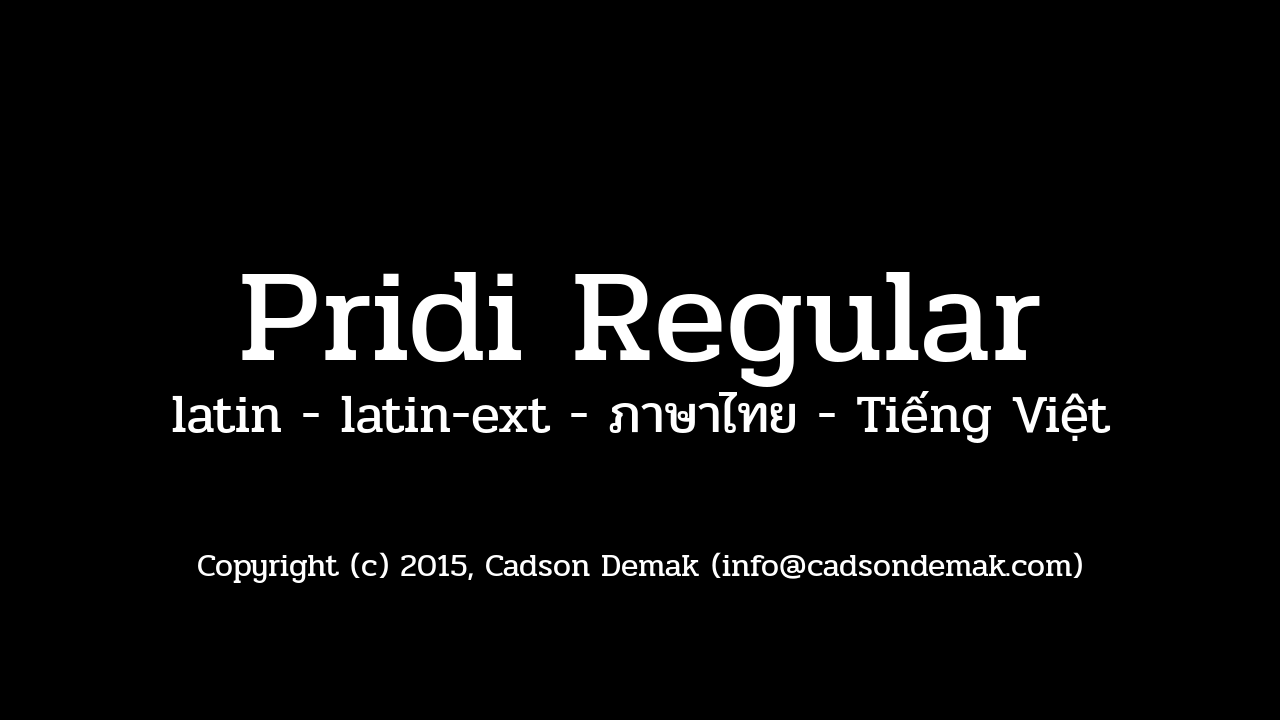 Pridi Regular
latin - latin-ext - ภาษาไทย - Tiếng Việt
Copyright (c) 2015, Cadson Demak (info@cadsondemak.com)